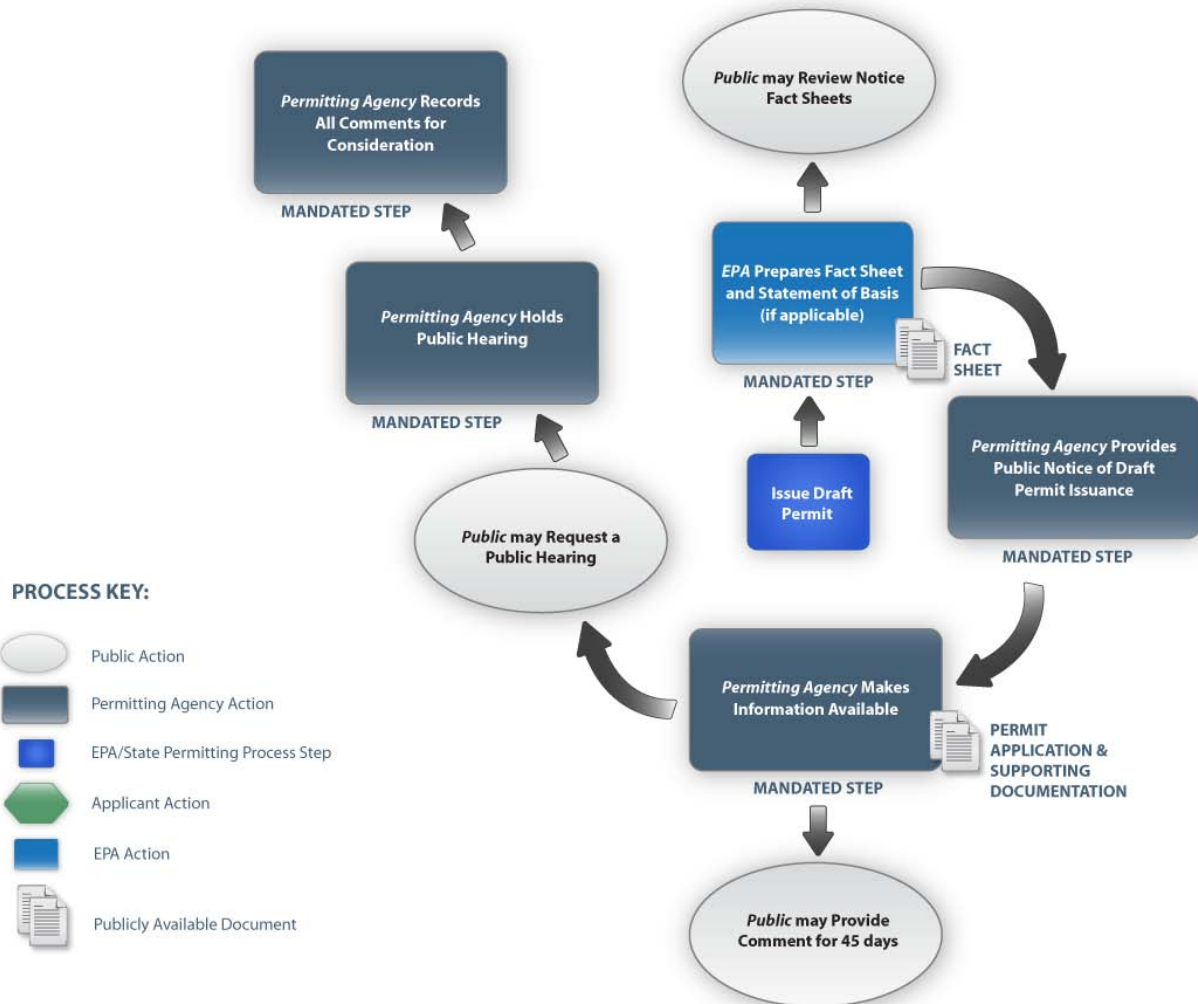 Public may Review Notice
Fact Sheets
Permitting Agency Records
All Comments for
Consideration
MANDATED STEP
EPA Prepares Fact Sheet
and Statement of Basis
(if applicable)
FACT
SHEET
MANDATED STEP
Permitting Agency Holds
Public Hearing
MANDATED STEP
Issue Draft
Permit
Permitting Agency Provides
Public Notice of Draft
Permit Issuance
MANDATED STEP
Public may Request a
Public Hearing
Permitting Agency Makes
Information Available
PERMIT
APPLICATION &
SUPPORTING
DOCUMENTATION
MANDATED STEP
Public may Provide
Comment for 45 days
PROCESS KEY:
Public Action
Permitting Agency Action
EPA/State Permitting Process Step
Applicant Action
EPA Action
Publicly Available Document